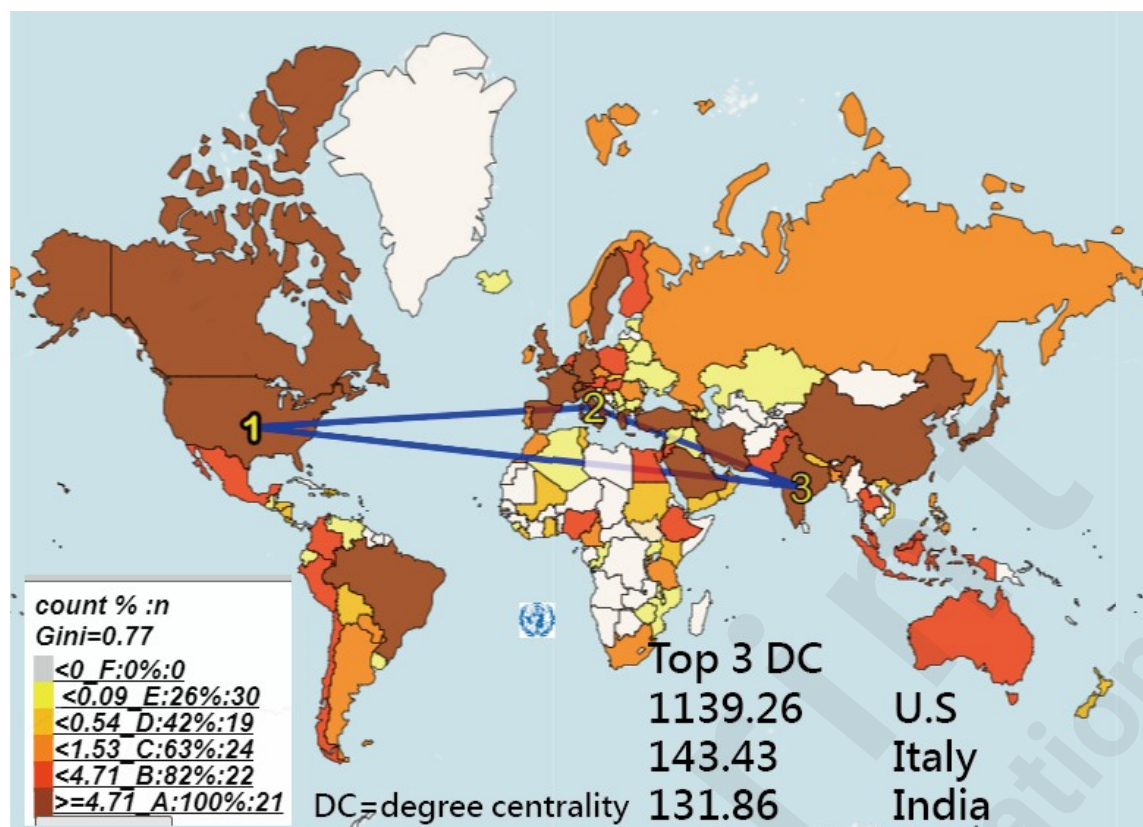 1
2
3
count % :n
Gini=0.77
<0_F:0%:0
<0.09_E:26%:30
<0.54_D:42%:19
<1.53_C:63%:24
<4.71_B:82%:22
>=4.71_A:100%:21
DC=degree centrality
Top 3 DC
1139.26 U.S
143.43 Italy
131.86 India